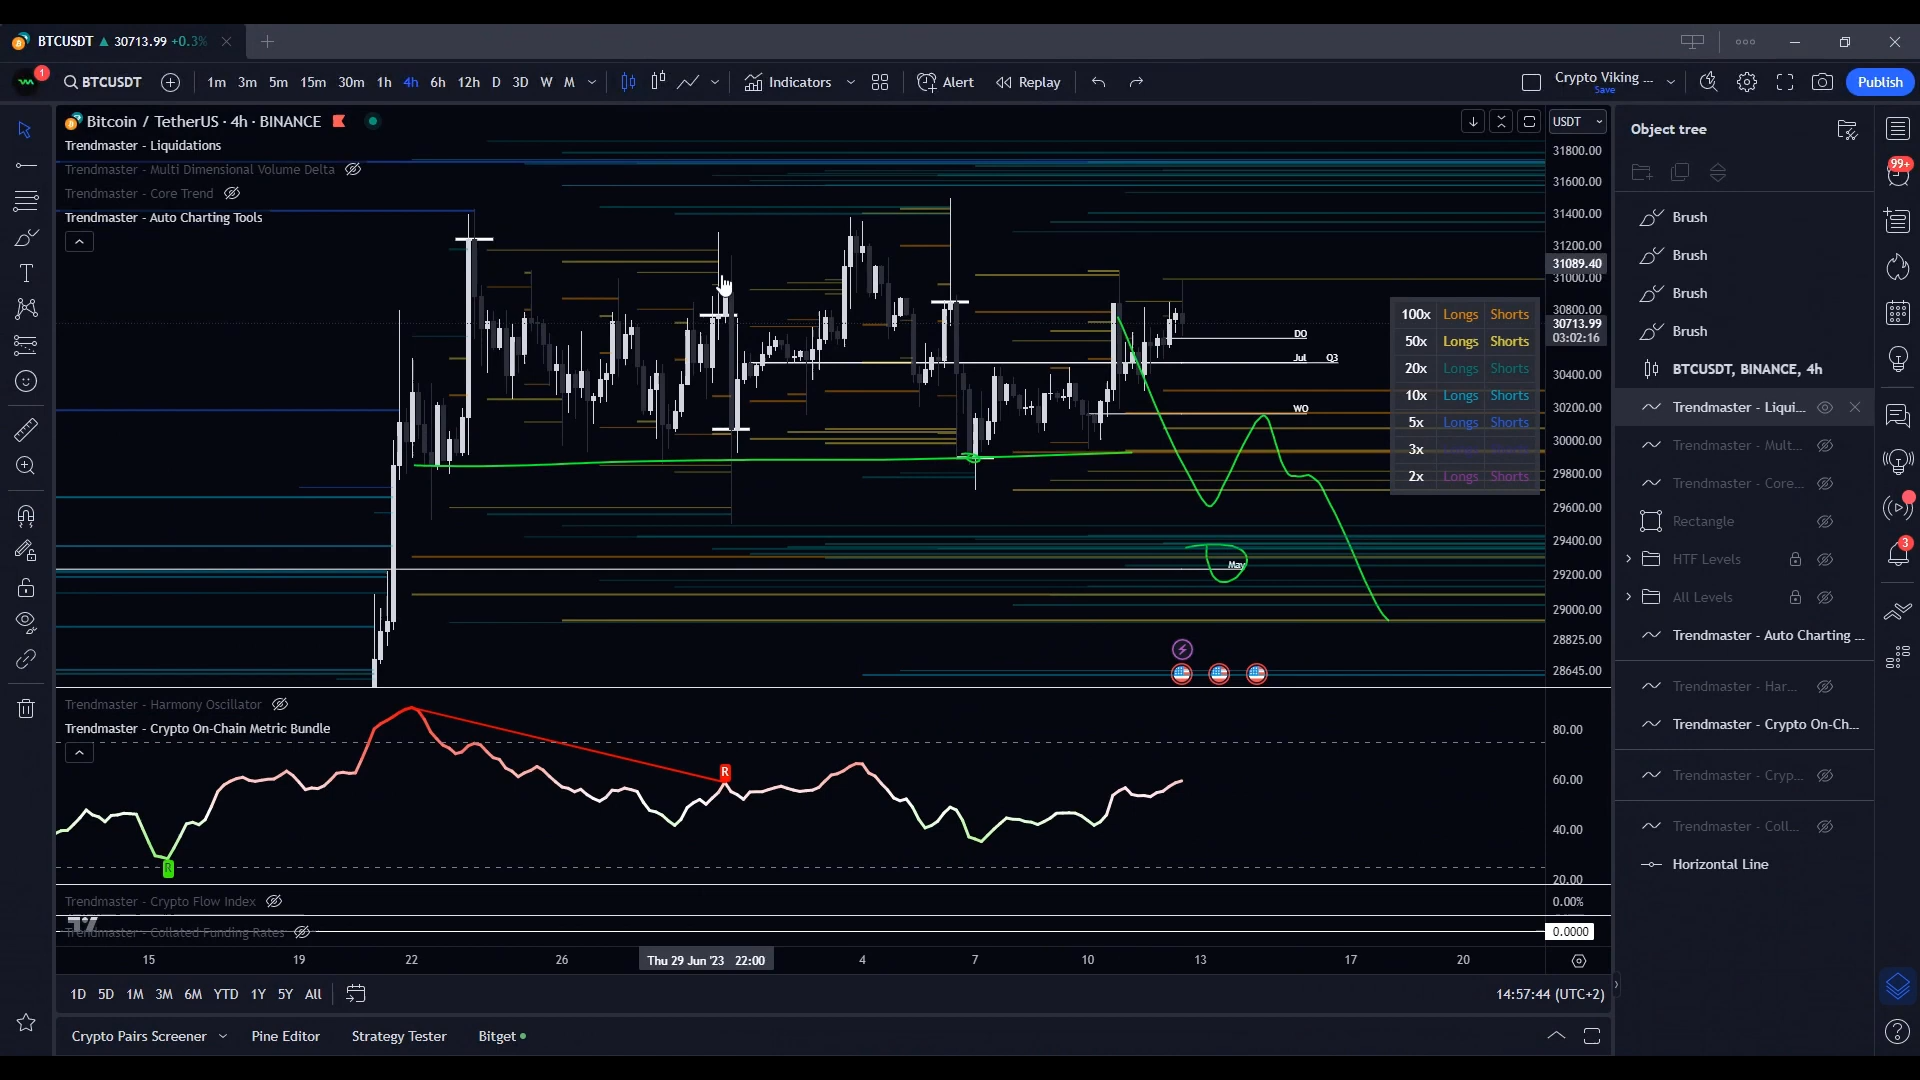 BTCUSDT 30713.99 +0.3%
1
BTCUSDT 1m 3m 5m 15m 30m 1h 4h 6h 12h D 3D W M Indicators Alert Replay Crypto Viking ... Save Publish
Bitcoin / TetherUS · 4h · BINANCE
Trendmaster - Liquidations
Trendmaster - Multi Dimensional Volume Delta
Trendmaster - Core Trend
Trendmaster - Auto Charting Tools
USDT
31800.00
31600.00
31400.00
31200.00
31089.40
31000.00
30800.00
30713.99
03:02:16
30400.00
30200.00
30000.00
29800.00
29600.00
29400.00
29200.00
29000.00
28825.00
28645.00
100x Longs Shorts
50x Longs Shorts
20x Longs Shorts
10x Longs Shorts
5x Longs Shorts
3x
2x Longs Shorts
DO
Jul Q3
WO
May
Trendmaster - Harmony Oscillator
Trendmaster - Crypto On-Chain Metric Bundle
R
R
80.00
60.00
40.00
20.00
Trendmaster - Crypto Flow Index
0.00%
Trendmaster - Collated Funding Rates
0.0000
15 19 22 26 Thu 29 Jun '23 22:00 4 7 10 13 17 20
1D 5D 1M 3M 6M YTD 1Y 5Y All
14:57:44 (UTC+2)
Crypto Pairs Screener Pine Editor Strategy Tester Bitget
Object tree
Brush
Brush
Brush
Brush
BTCUSDT, BINANCE, 4h
Trendmaster - Liqui...
Trendmaster - Mult...
Trendmaster - Core...
Rectangle
HTF Levels
All Levels
Trendmaster - Auto Charting ...
Trendmaster - Har...
Trendmaster - Crypto On-Ch...
Trendmaster - Cryp...
Trendmaster - Coll...
Horizontal Line
99+
3